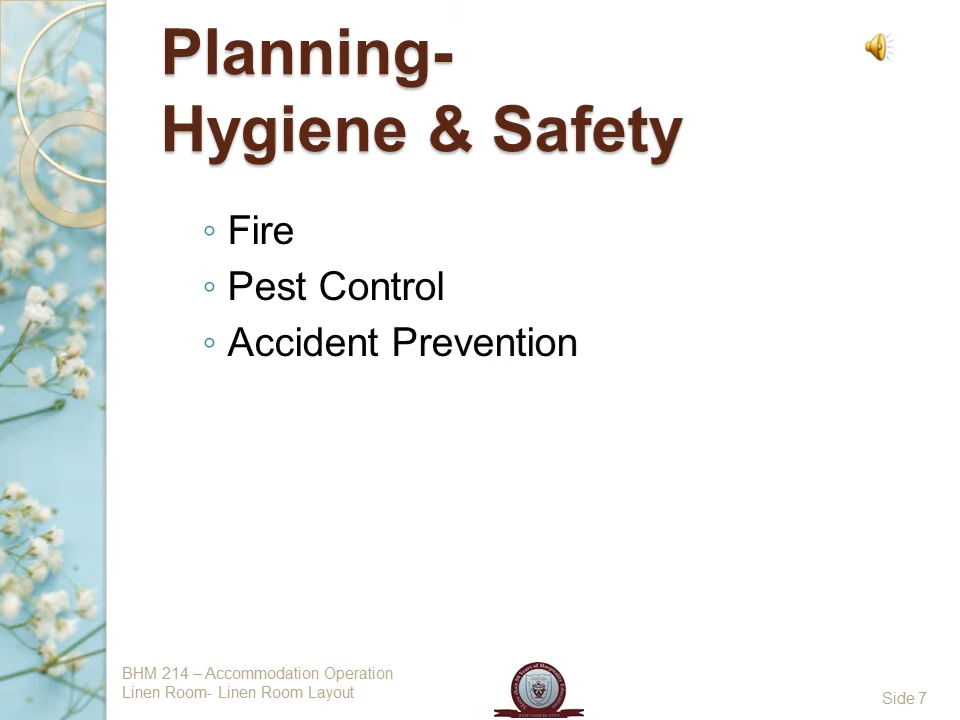 Planning-
Hygiene & Safety
◦ Fire
◦ Pest Control
◦ Accident Prevention
BHM 214 – Accommodation Operation
Linen Room- Linen Room Layout
Side 7